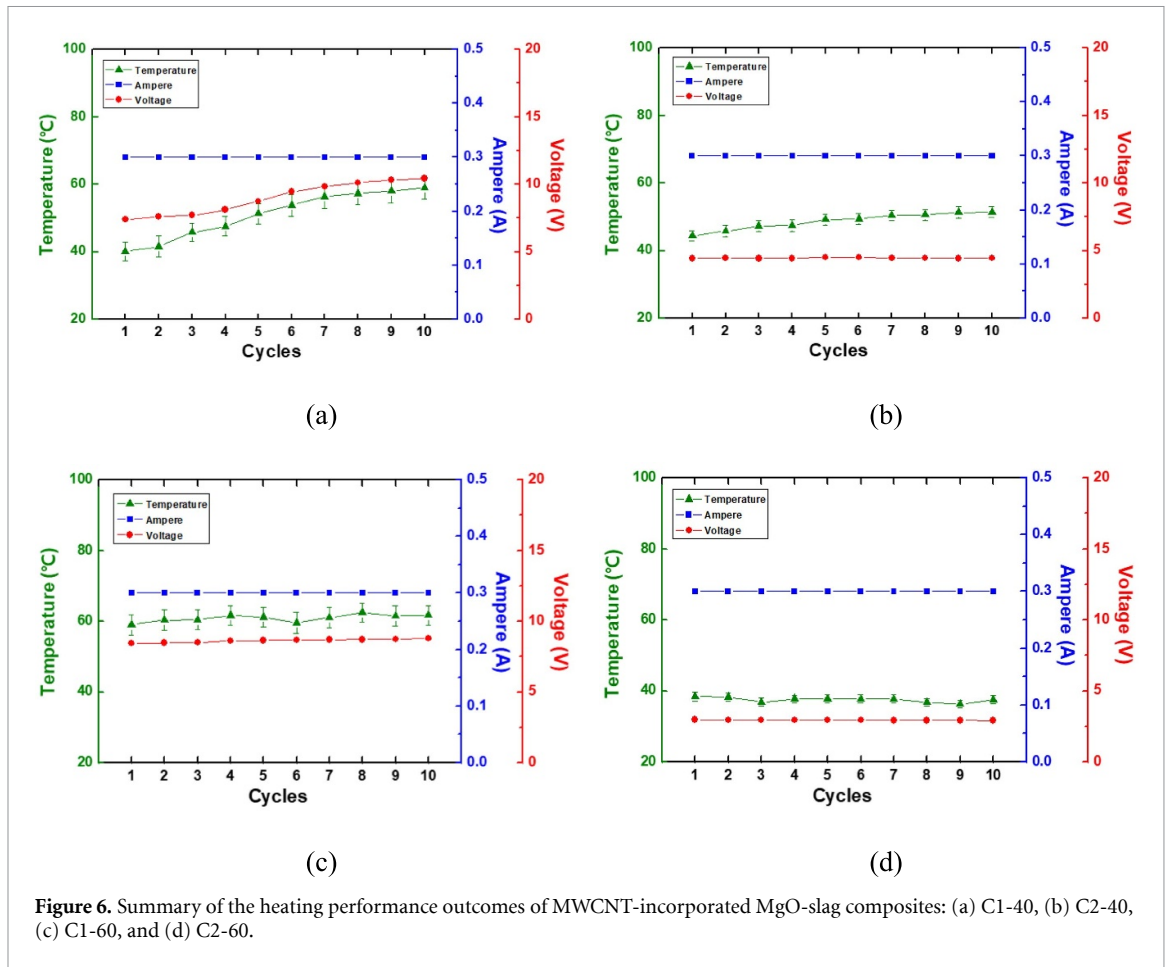 100
80
60
40
20
Temperature (℃)
Temperature
Ampere
Voltage
0.5
0.4
0.3
0.2
0.1
0.0
Ampere (A)
20
15
10
5
0
Voltage (V)
1 2 3 4 5 6 7 8 9 10
Cycles
(a)
100
80
60
40
20
Temperature (℃)
Temperature
Ampere
Voltage
0.5
0.4
0.3
0.2
0.1
0.0
Ampere (A)
20
15
10
5
0
Voltage (V)
1 2 3 4 5 6 7 8 9 10
Cycles
(b)
100
80
60
40
20
Temperature (℃)
Temperature
Ampere
Voltage
0.5
0.4
0.3
0.2
0.1
0.0
Ampere (A)
20
15
10
5
0
Voltage (V)
1 2 3 4 5 6 7 8 9 10
Cycles
(c)
100
80
60
40
20
Temperature (℃)
Temperature
Ampere
Voltage
0.5
0.4
0.3
0.2
0.1
0.0
Ampere (A)
20
15
10
5
0
Voltage (V)
1 2 3 4 5 6 7 8 9 10
Cycles
(d)
Figure 6. Summary of the heating performance outcomes of MWCNT-incorporated MgO-slag composites: (a) C1-40, (b) C2-40,
(c) C1-60, and (d) C2-60.